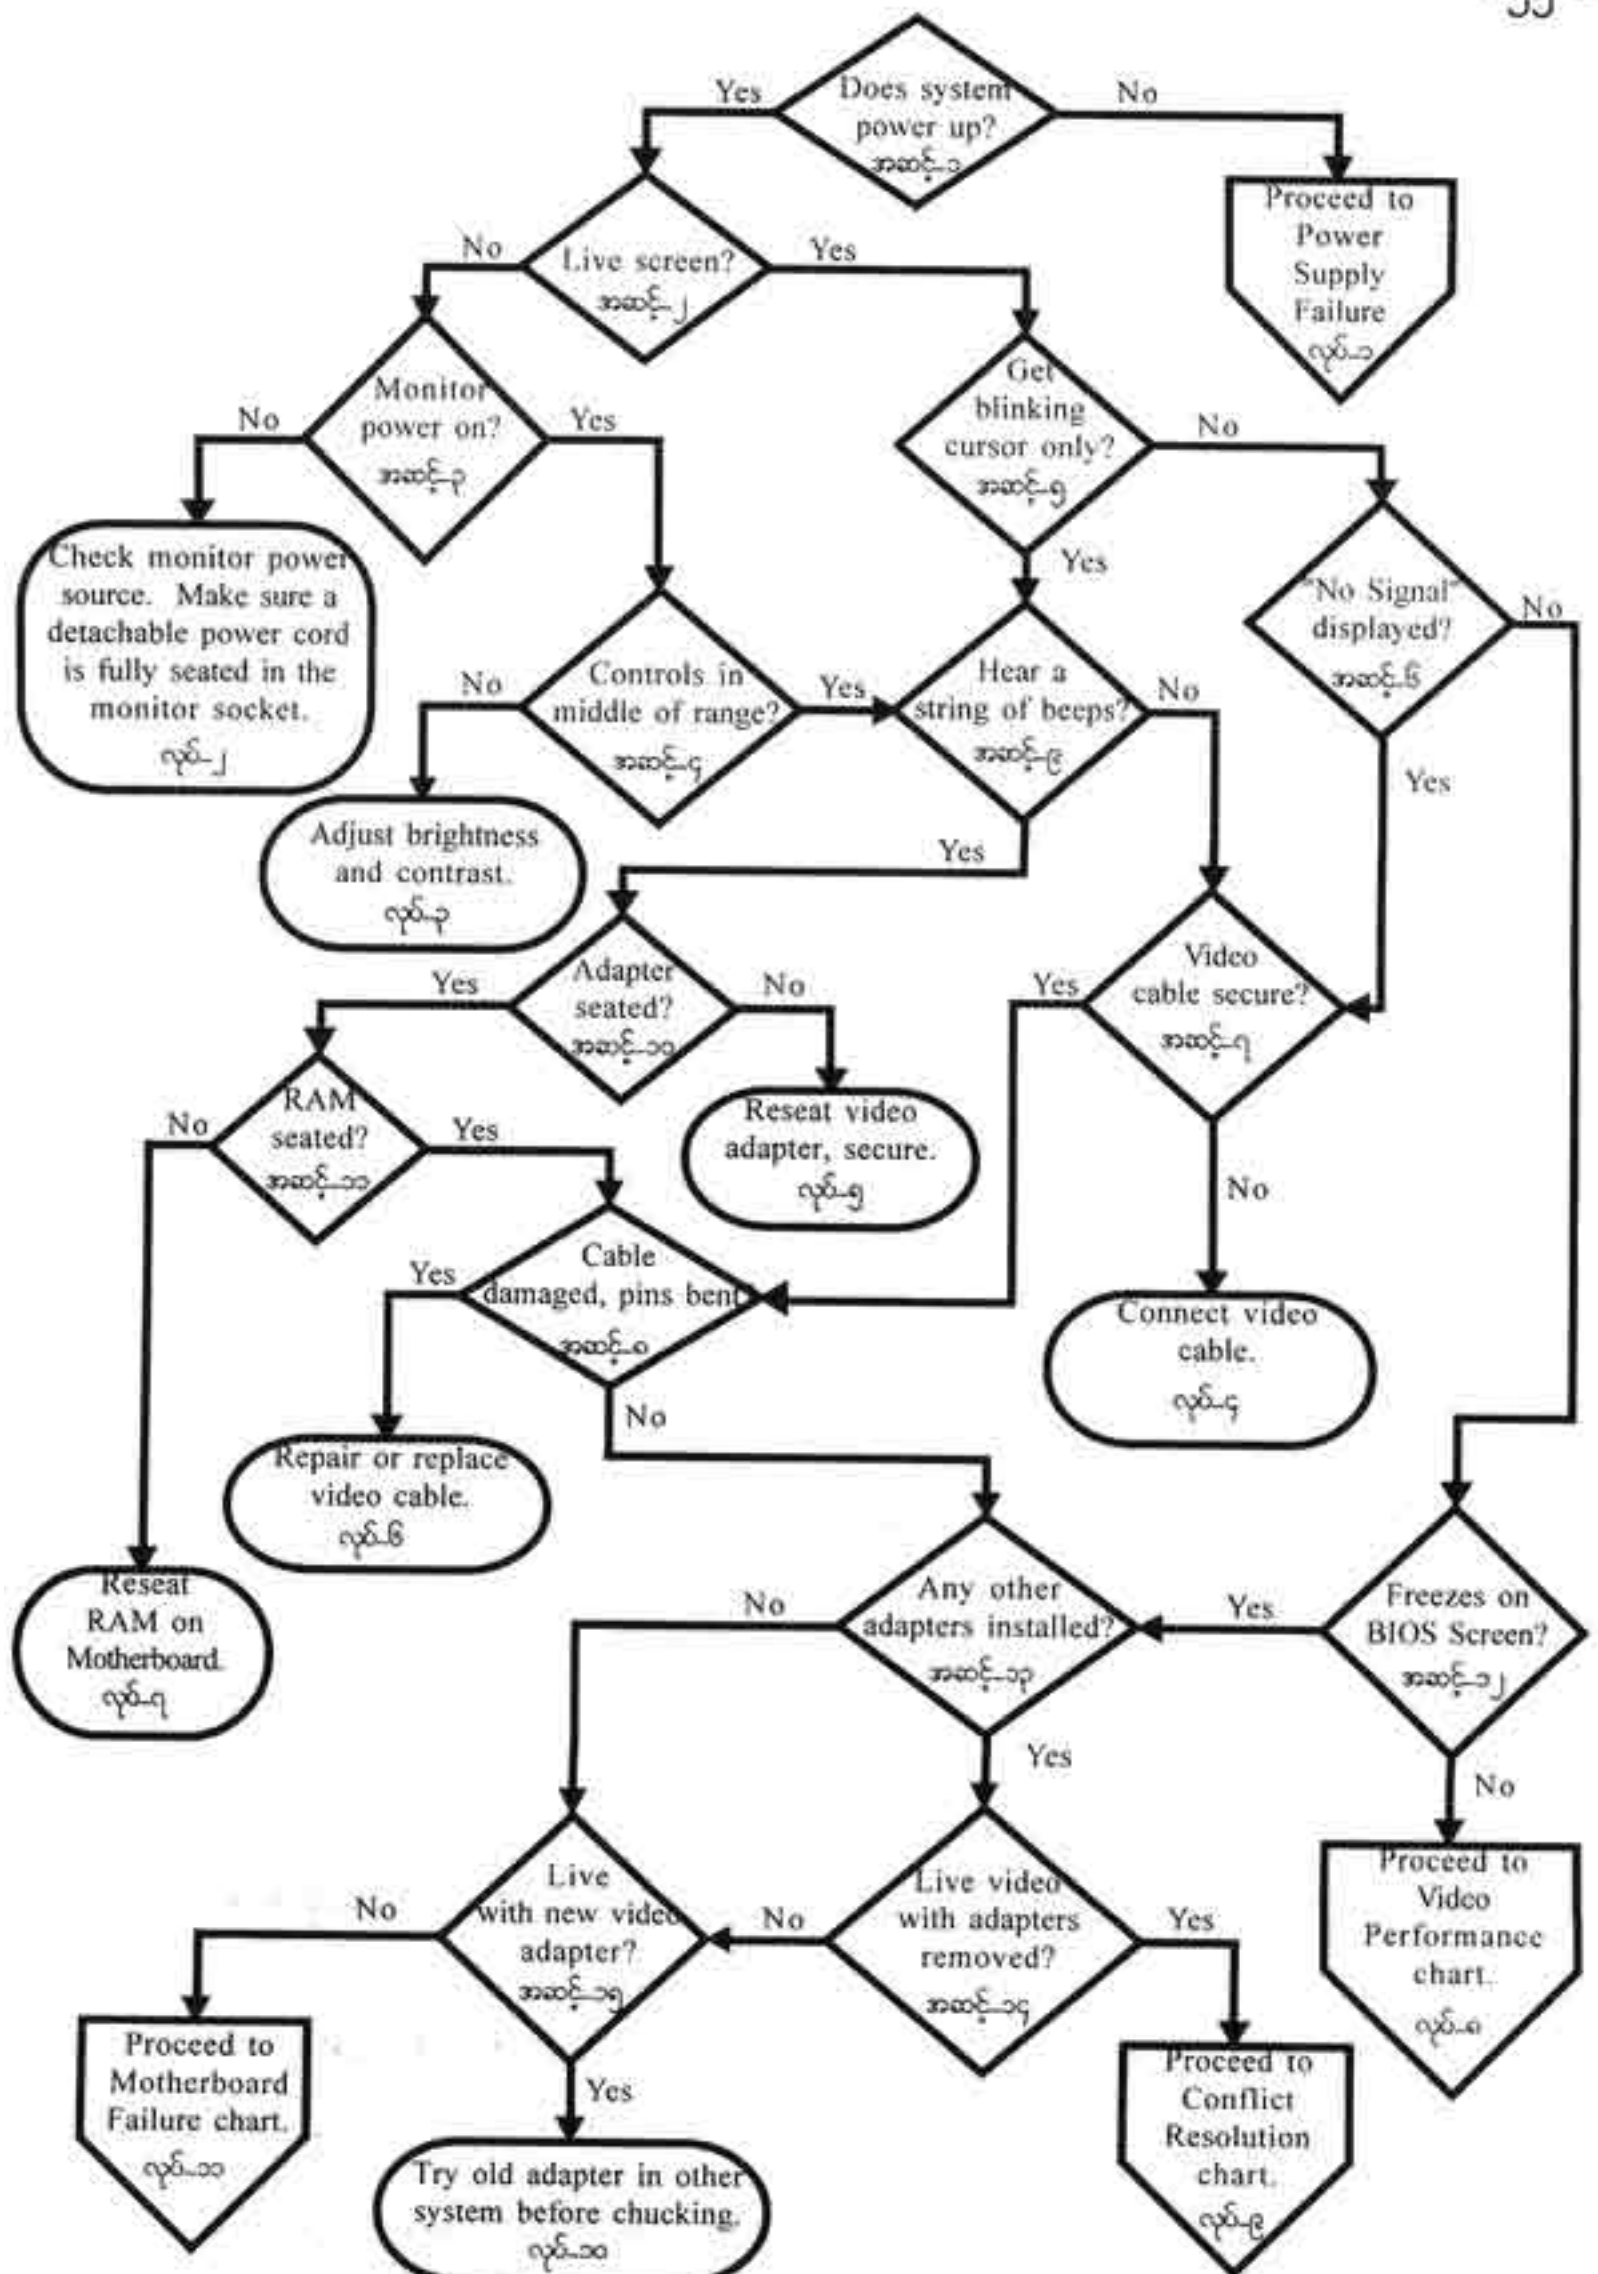 Does system
power up?
အဆင့်-၁
Yes
No
Proceed to
Power
Supply
Failure
လုပ်-၁
Live screen?
အဆင့်-၂
No
Yes
Monitor
power on?
အဆင့်-၃
No
Yes
Get
blinking
cursor only?
အဆင့်-၅
No
Yes
Check monitor power
source. Make sure a
detachable power cord
is fully seated in the
monitor socket.
လုပ်-၂
"No Signal"
displayed?
အဆင့်-၆
No
Yes
Controls in
middle of range?
အဆင့်-၄
No
Yes
Hear a
string of beeps?
အဆင့်-၉
No
Yes
Adjust brightness
and contrast.
လုပ်-၃
Adapter
seated?
အဆင့်-၁၀
Yes
No
Video
cable secure?
အဆင့်-၇
Yes
No
RAM
seated?
အဆင့်-၁၁
No
Yes
Reseat video
adapter, secure.
လုပ်-၅
Cable
damaged, pins bent?
အဆင့်-၈
Yes
No
Connect video
cable.
လုပ်-၄
Repair or replace
video cable.
လုပ်-၆
Reseat
RAM on
Motherboard.
လုပ်-၇
Any other
adapters installed?
အဆင့်-၁၃
No
Yes
Freezes on
BIOS Screen?
အဆင့်-၁၂
Yes
No
Live
with new video
adapter?
အဆင့်-၁၅
No
Yes
Live video
with adapters
removed?
အဆင့်-၁၄
No
Yes
Proceed to
Video
Performance
chart.
လုပ်-၈
Proceed to
Motherboard
Failure chart.
လုပ်-၁၁
Try old adapter in other
system before chucking.
လုပ်-၁၀
Proceed to
Conflict
Resolution
chart.
လုပ်-၉